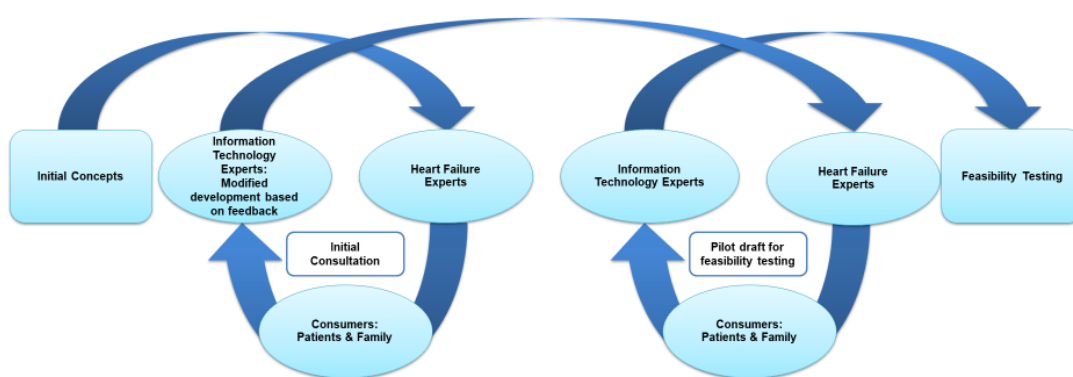 Initial Concepts
Information
Technology
Experts:
Modified
development based
on feedback
Heart Failure
Experts
Initial
Consultation
Consumers:
Patients & Family
Information
Technology Experts
Heart Failure
Experts
Feasibility Testing
Pilot draft for
feasibility testing
Consumers:
Patients & Family